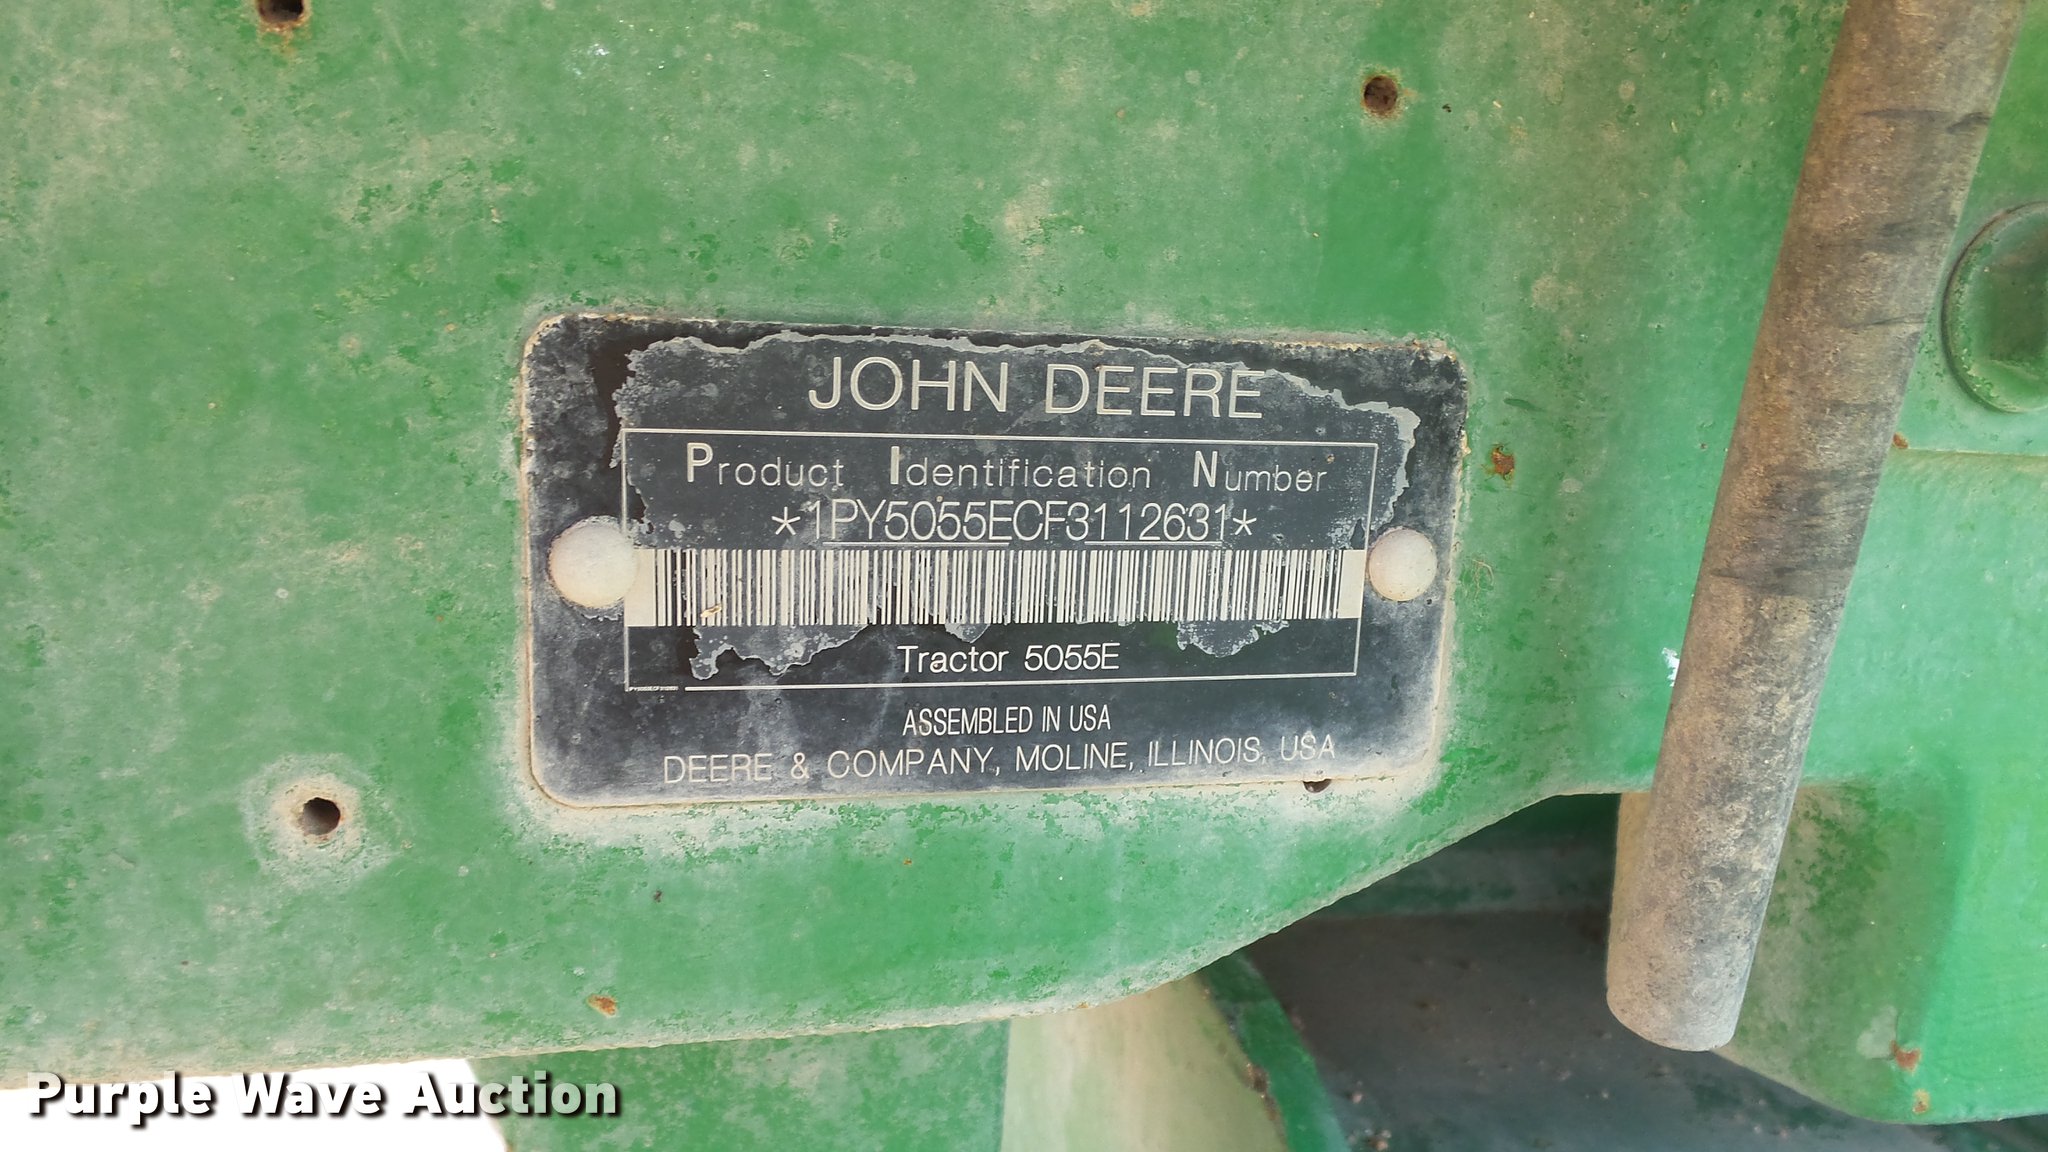 JOHN DEERE
Product Identification Number
*1PY5055ECF3112631*
Tractor 5055E
ASSEMBLED IN USA
DEERE & COMPANY, MOLINE, ILLINOIS, USA
Purple Wave Auction